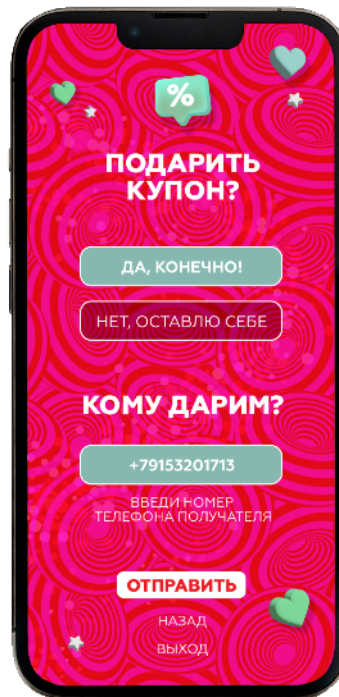 %
ПОДАРИТЬ
КУПОН?
ДА, КОНЕЧНО!
НЕТ, ОСТАВЛЮ СЕБЕ
КОМУ ДАРИМ?
+79153201713
ВВЕДИ НОМЕР
ТЕЛЕФОНА ПОЛУЧАТЕЛЯ
ОТПРАВИТЬ
НАЗАД
ВЫХОД